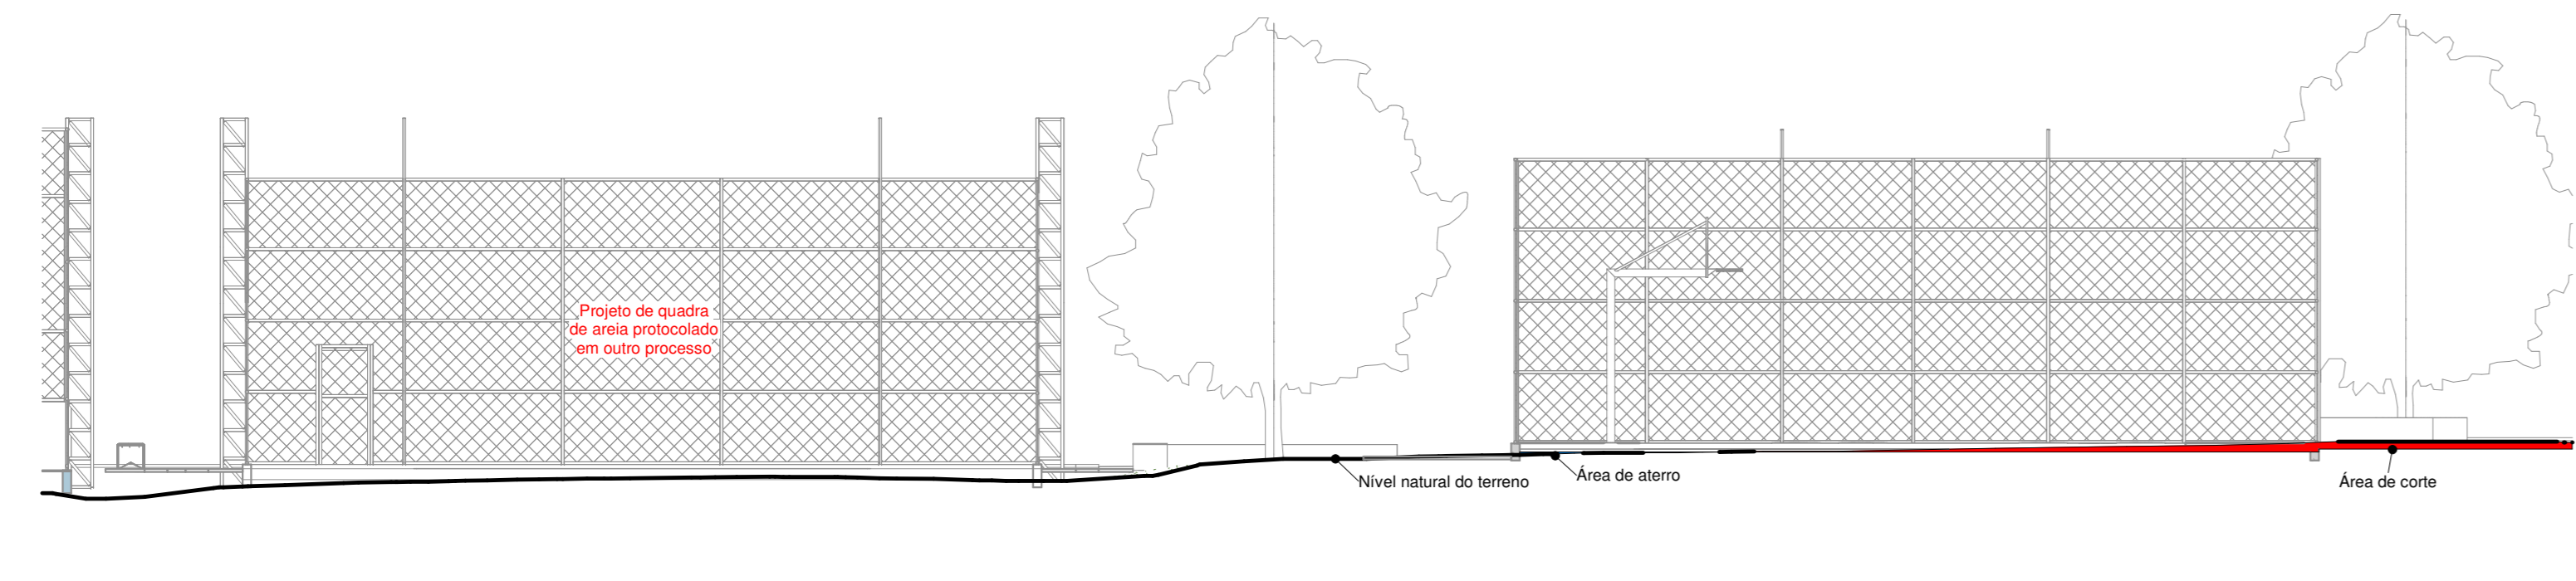 Projeto de quadra
de areia protocolado
em outro processo
Nível natural do terreno
Área de aterro
Área de corte